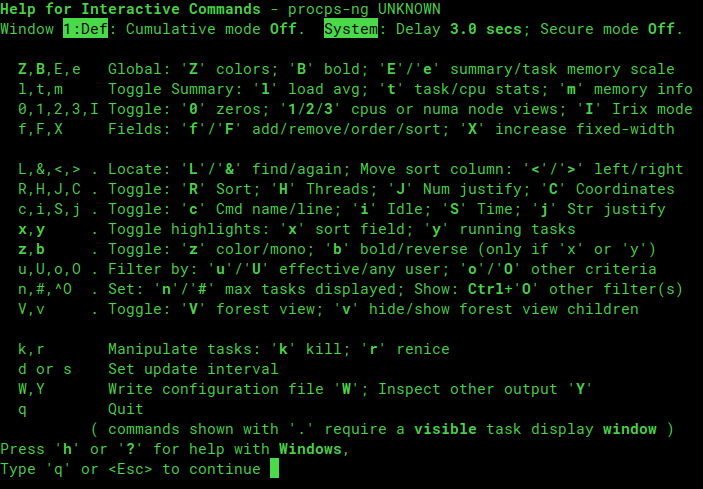 Help for Interactive Commands - procps-ng UNKNOWN
Window 1:Def: Cumulative mode Off.  System: Delay 3.0 secs; Secure mode Off.

  Z,B,E,e   Global: 'Z' colors; 'B' bold; 'E'/'e' summary/task memory scale
  l,t,m     Toggle Summary: 'l' load avg; 't' task/cpu stats; 'm' memory info
  0,1,2,3,I Toggle: '0' zeros; '1/2/3' cpus or numa node views; 'I' Irix mode
  f,F,X     Fields: 'f'/'F' add/remove/order/sort; 'X' increase fixed-width

  L,&,<,> . Locate: 'L'/'&' find/again; Move sort column: '<'/'>' left/right
  R,H,J,C . Toggle: 'R' Sort; 'H' Threads; 'J' Num justify; 'C' Coordinates
  c,i,S,j . Toggle: 'c' Cmd name/line; 'i' Idle; 'S' Time; 'j' Str justify
  x,y     . Toggle highlights: 'x' sort field; 'y' running tasks
  z,b     . Toggle: 'z' color/mono; 'b' bold/reverse (only if 'x' or 'y')
  u,U,o,O . Filter by: 'u'/'U' effective/any user; 'o'/'O' other criteria
  n,#,^O  . Set: 'n'/'#' max tasks displayed; Show: Ctrl+'O' other filter(s)
  V,v     . Toggle: 'V' forest view; 'v' hide/show forest view children

  k,r       Manipulate tasks: 'k' kill; 'r' renice
  d or s    Set update interval
  W,Y       Write configuration file 'W'; Inspect other output 'Y'
  q         Quit
          ( commands shown with '.' require a visible task display window )
Press 'h' or '?' for help with Windows,
Type 'q' or <Esc> to continue